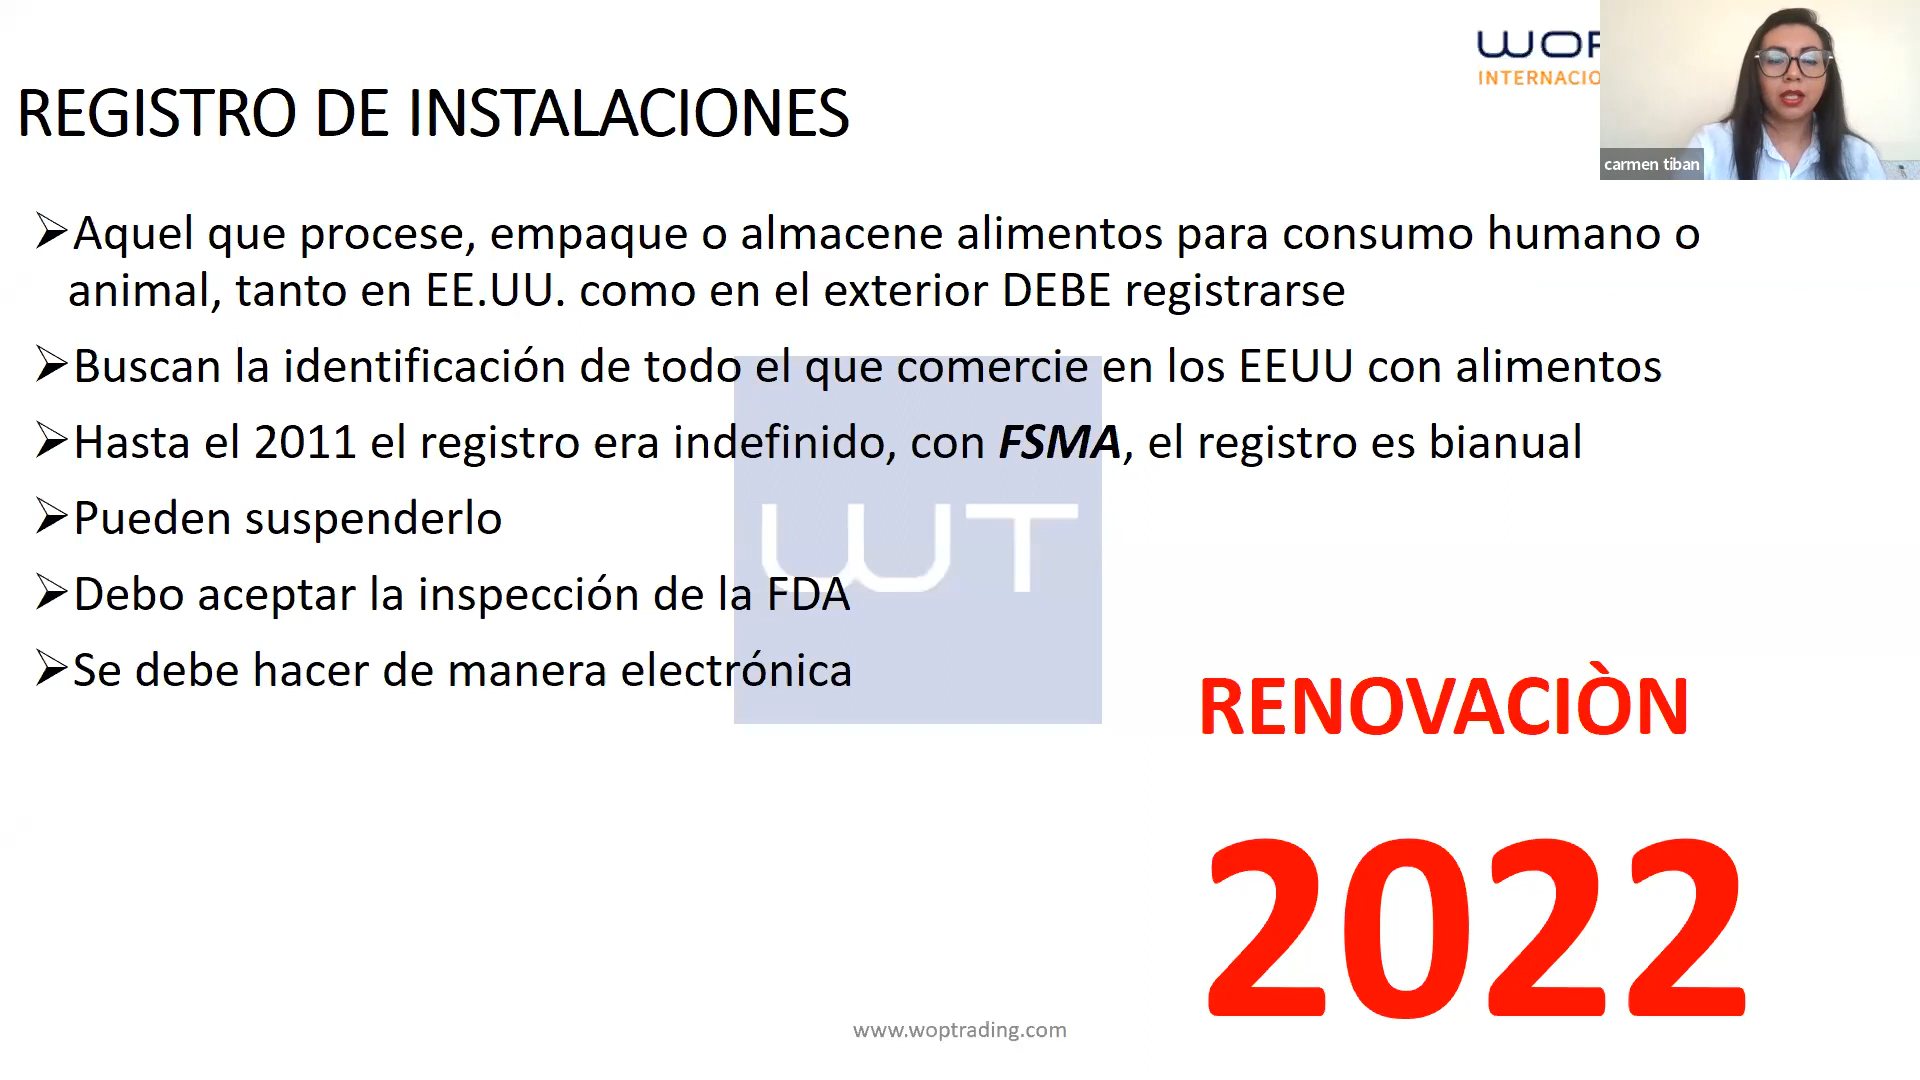 REGISTRO DE INSTALACIONES
INTERNACIO
carmen tiban
➢Aquel que procese, empaque o almacene alimentos para consumo humano o
animal, tanto en EE.UU. como en el exterior DEBE registrarse
➢Buscan la identificación de todo el que comercie en los EEUU con alimentos
➢Hasta el 2011 el registro era indefinido, con FSMA, el registro es bianual
➢Pueden suspenderlo
➢Debo aceptar la inspección de la FDA
➢Se debe hacer de manera electrónica
WT
RENOVACIÒN
2022
www.woptrading.com